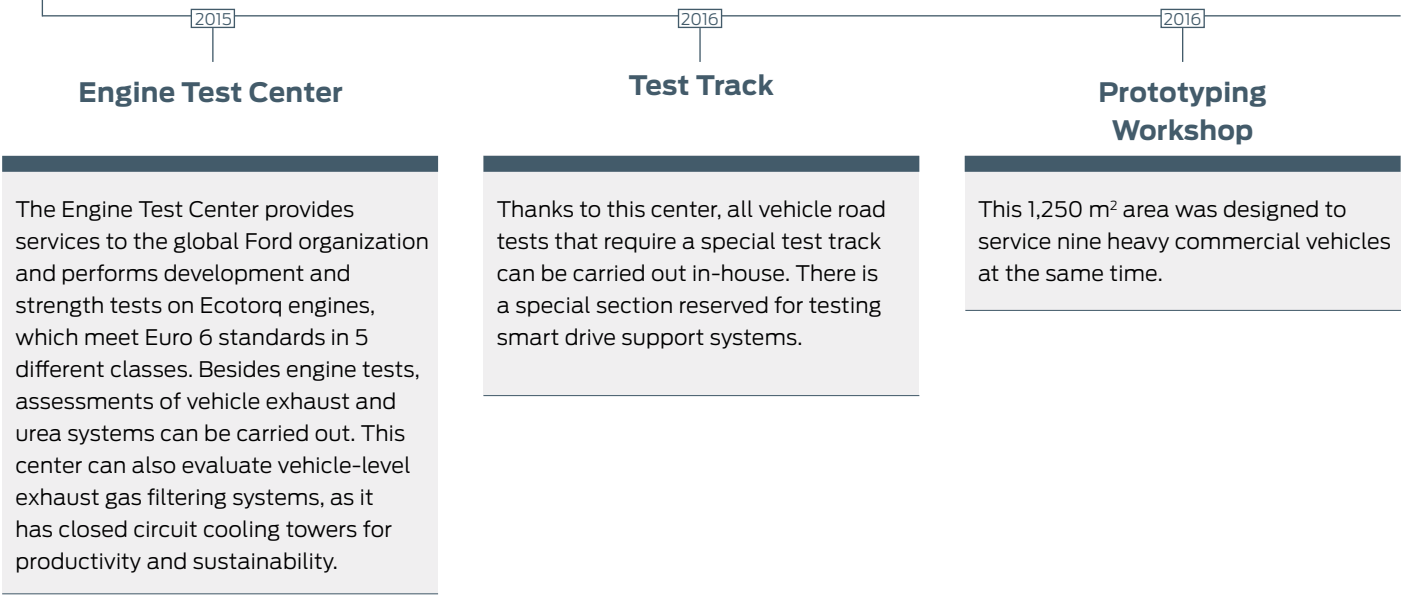 2015
Engine Test Center
The Engine Test Center provides
services to the global Ford organization
and performs development and
strength tests on Ecotorq engines,
which meet Euro 6 standards in 5
different classes. Besides engine tests,
assessments of vehicle exhaust and
urea systems can be carried out. This
center can also evaluate vehicle-level
exhaust gas filtering systems, as it
has closed circuit cooling towers for
productivity and sustainability.
2016
Test Track
Thanks to this center, all vehicle road
tests that require a special test track
can be carried out in-house. There is
a special section reserved for testing
smart drive support systems.
2016
Prototyping
Workshop
This 1,250 m² area was designed to
service nine heavy commercial vehicles
at the same time.